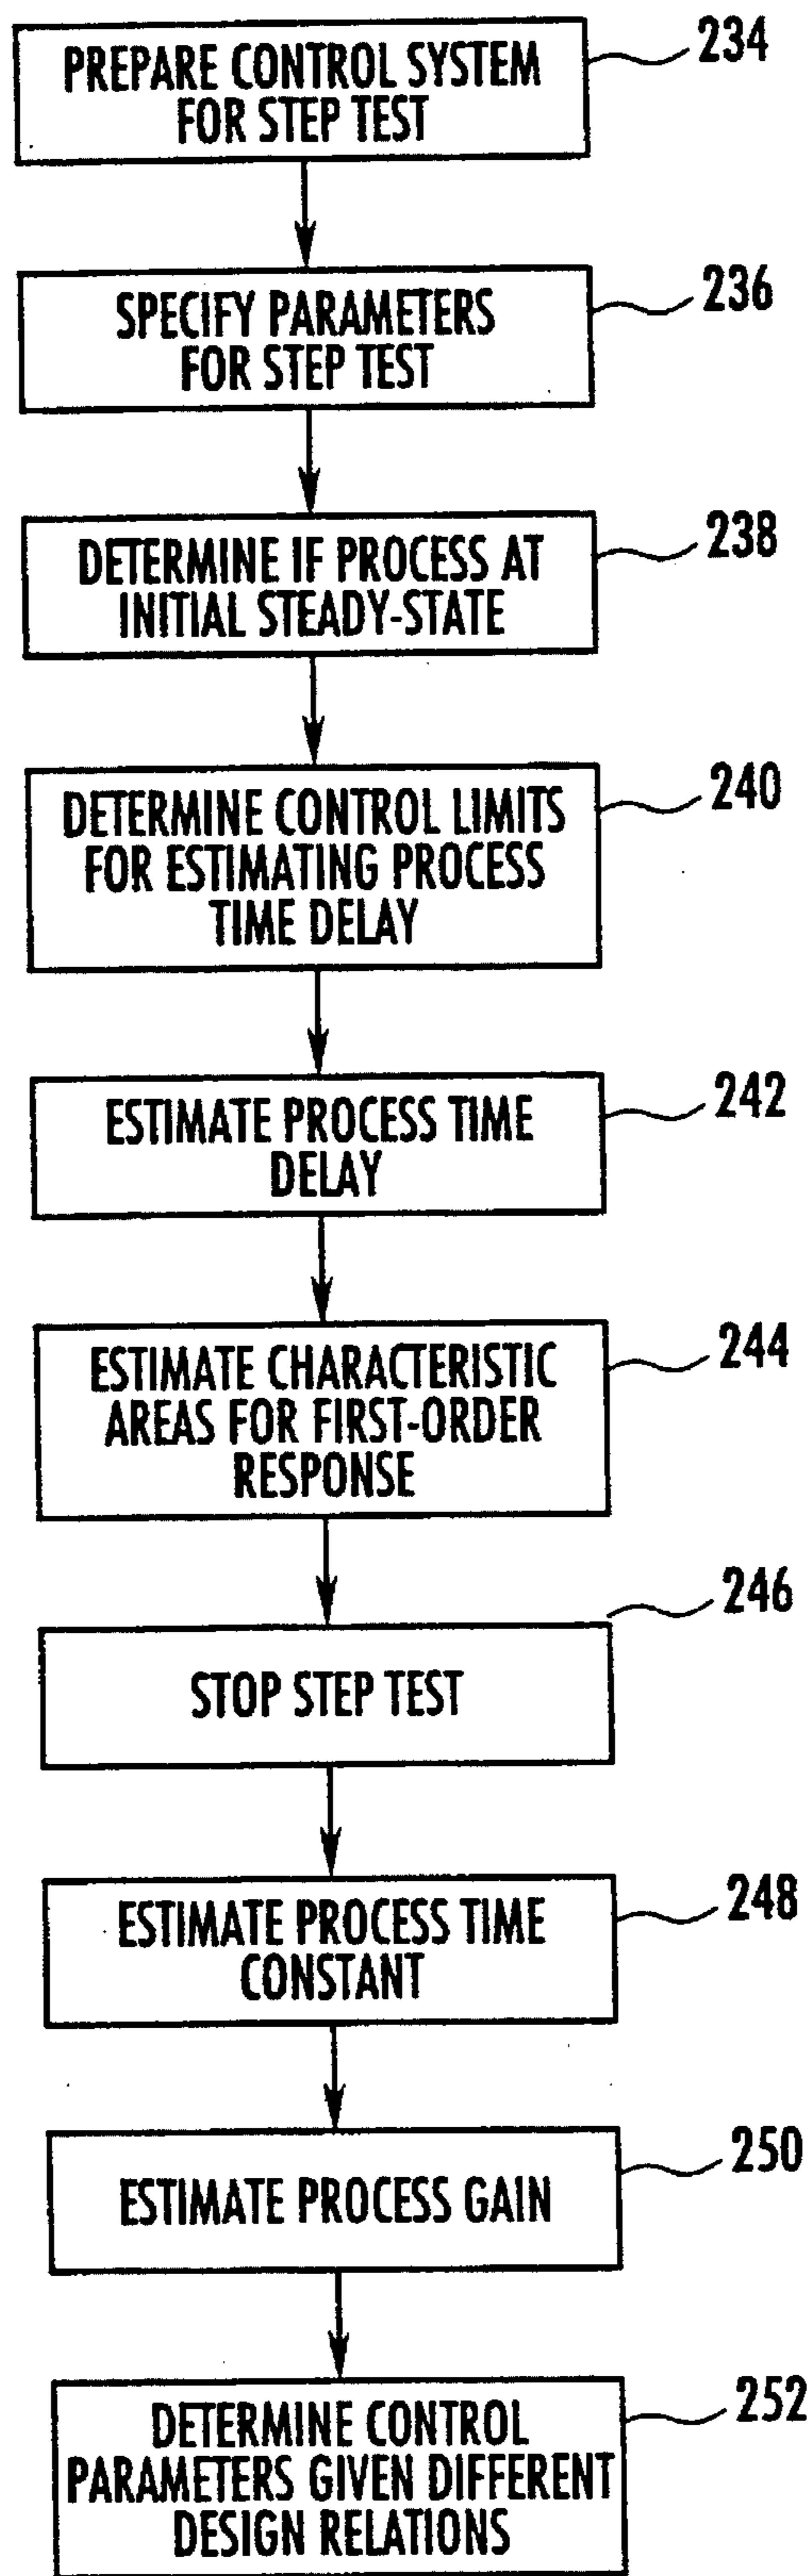 PREPARE CONTROL SYSTEM
FOR STEP TEST
234
SPECIFY PARAMETERS
FOR STEP TEST
236
DETERMINE IF PROCESS AT
INITIAL STEADY-STATE
238
DETERMINE CONTROL LIMITS
FOR ESTIMATING PROCESS
TIME DELAY
240
ESTIMATE PROCESS TIME
DELAY
242
ESTIMATE CHARACTERISTIC
AREAS FOR FIRST-ORDER
RESPONSE
244
STOP STEP TEST
246
ESTIMATE PROCESS TIME
CONSTANT
248
ESTIMATE PROCESS GAIN
250
DETERMINE CONTROL
PARAMETERS GIVEN DIFFERENT
DESIGN RELATIONS
252